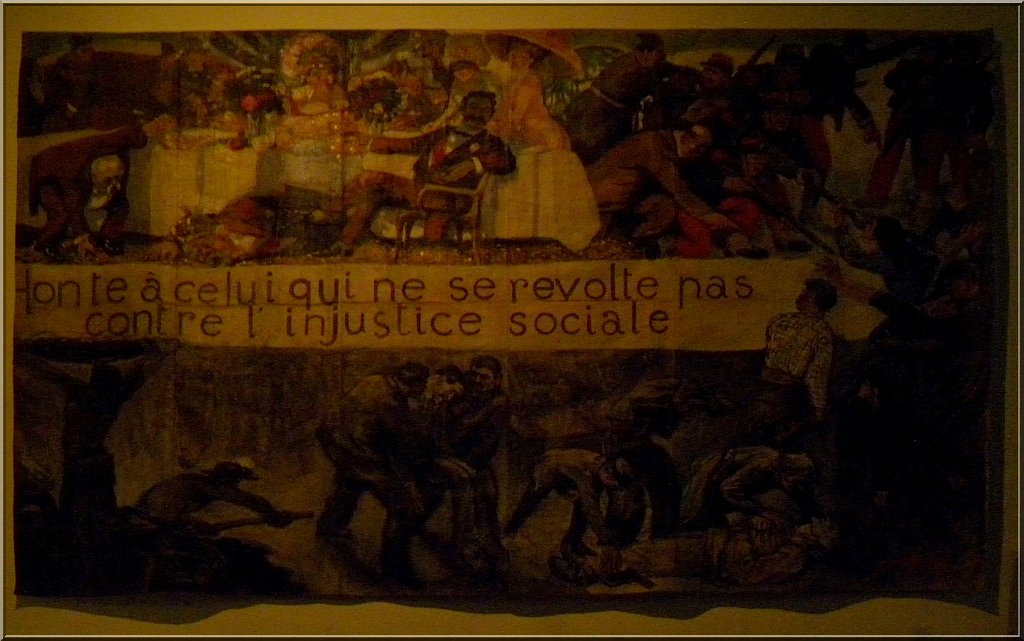 Honte à celui qui ne se revolte pas
contre l'injustice sociale